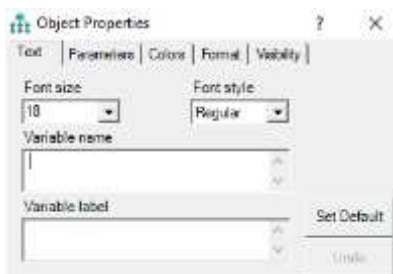 Object Properties ? ×
Text Parameters Colors Format Visibility
Font size Font style
18 Regular
Variable name
Variable label
Set Default
Undo